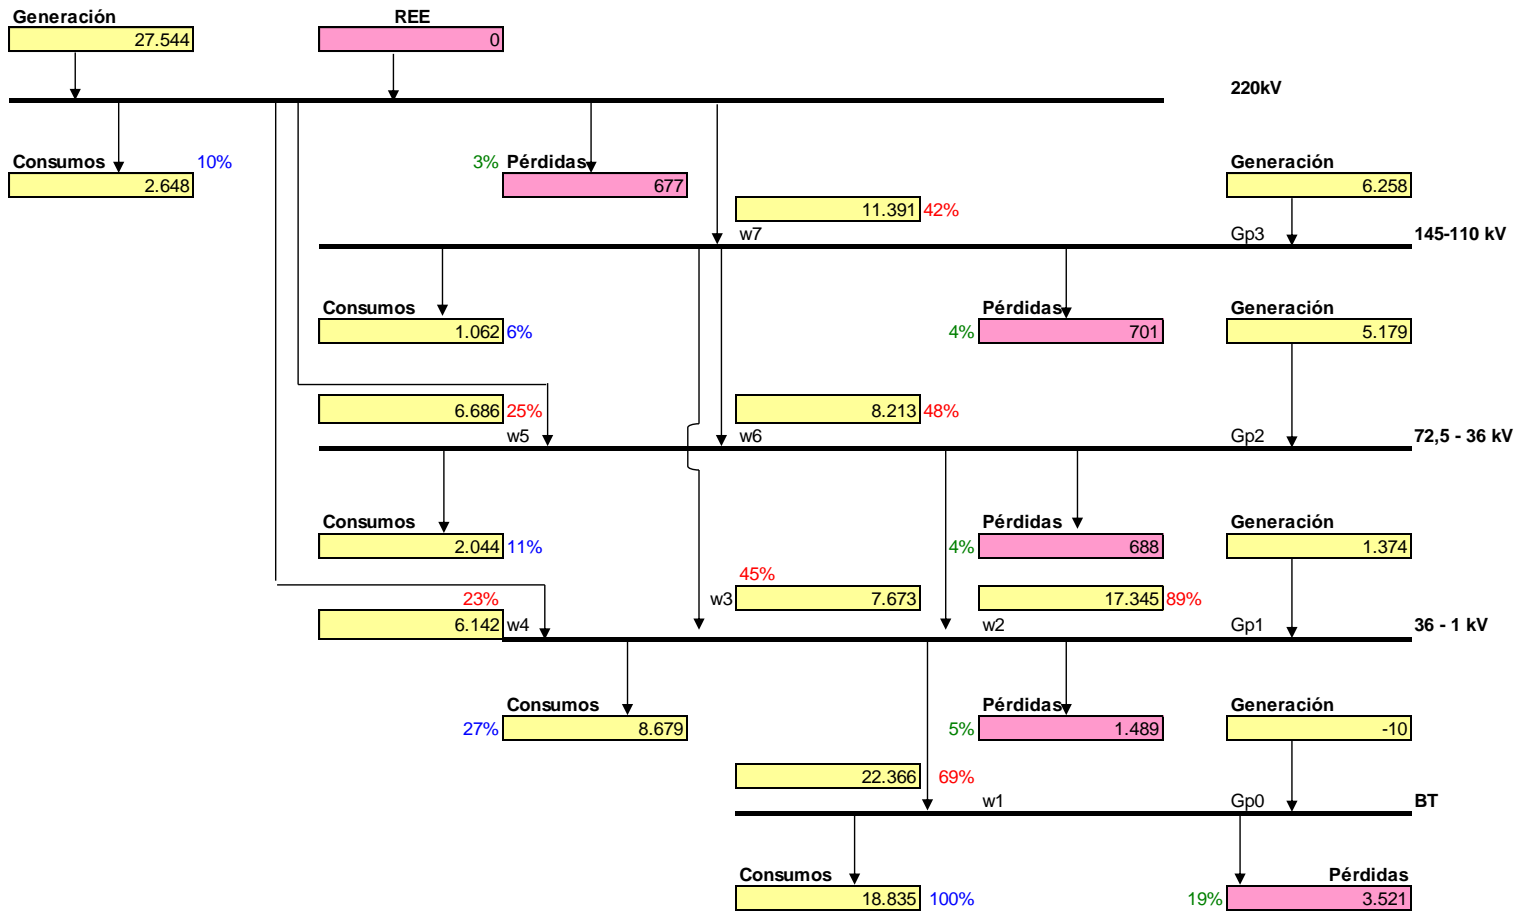 Generación REE
27.544 0
220kV
Consumos 10% 3% Pérdidas Generación
2.648 677 6.258
11.391 42%
w7 Gp3 145-110 kV
Consumos Pérdidas Generación
1.062 6% 4% 701 5.179
6.686 25% 8.213 48%
w5 w6 Gp2 72,5 - 36 kV
Consumos Pérdidas Generación
2.044 11% 4% 688 1.374
45%
23% w3 7.673 17.345 89%
6.142 w4 w2 Gp1 36 - 1 kV
Consumos Pérdidas Generación
27% 8.679 5% 1.489 -10
22.366 69%
w1 Gp0 BT
Consumos Pérdidas
18.835 100% 19% 3.521